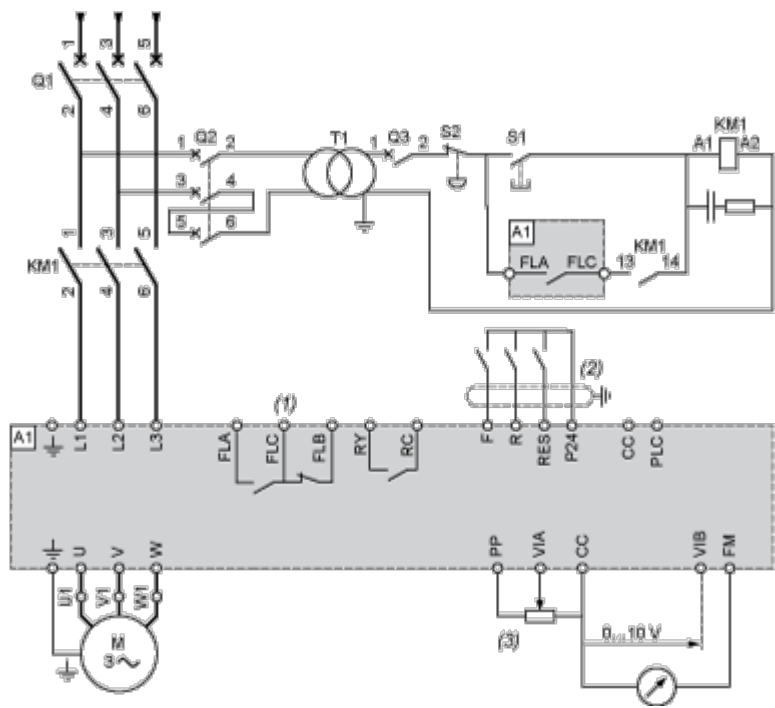 1 3 5
Q1
2 4 6
1 Q2 2
T1
1 Q3 2
S2
S1
KM1
A1 A2
3 4
5 6
A1
FLA FLC
KM1
13 14
1 3 5
KM1
2 4 6
(1)
(2)
A1
L1 L2 L3 FLA FLC FLB RY RC F R RES P24 CC PLC
U V W PP VIA CC VIB FM
U1 V1 W1
(3)
0 ... 10 V
M
3